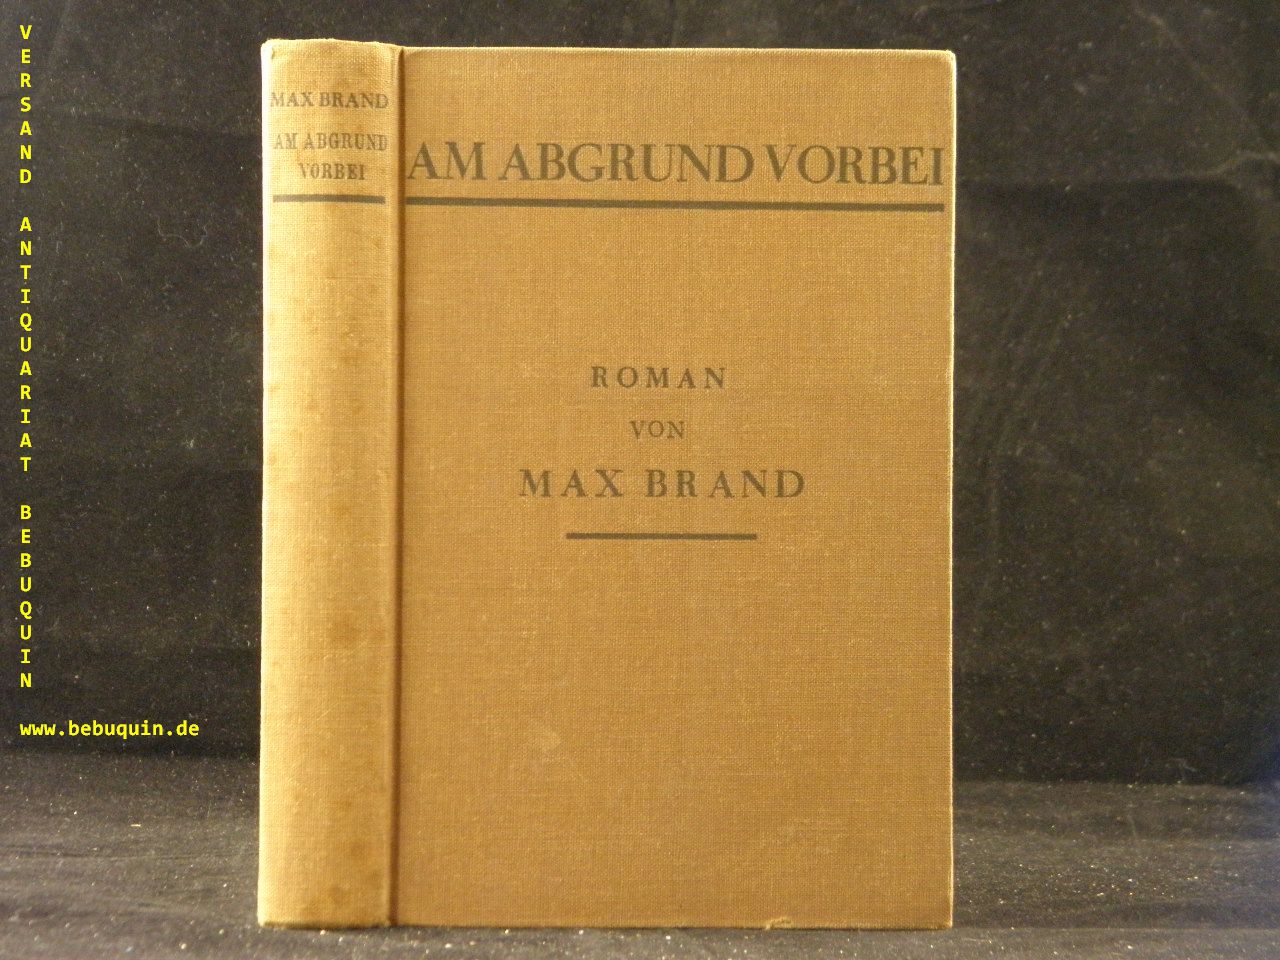 VERSAND ANTIQUARIAT BEBUQUIN
www.bebuquin.de
MAX BRAND
AM ABGRUND
VORBEI
AM ABGRUND VORBEI
ROMAN
VON
MAX BRAND